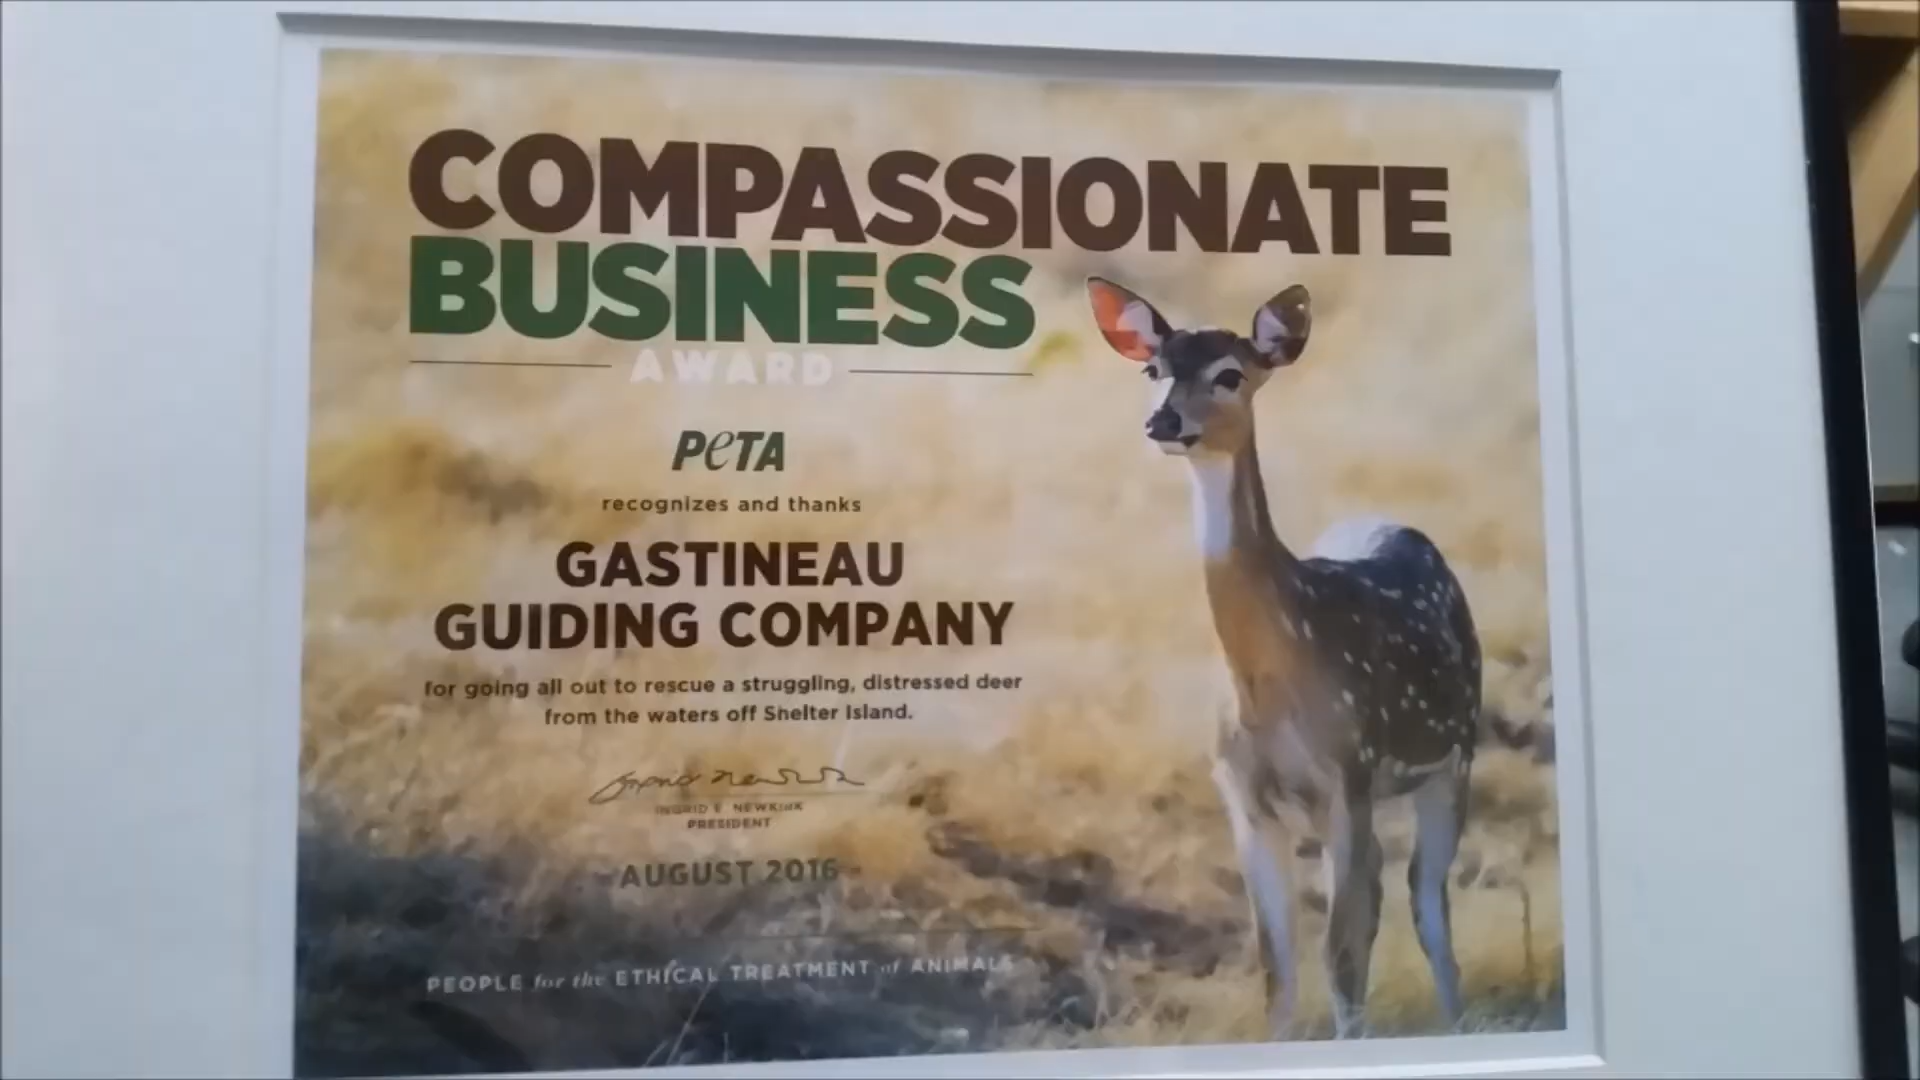 COMPASSIONATE
BUSINESS
AWARD
PeTA
recognizes and thanks
GASTINEAU
GUIDING COMPANY
for going all out to rescue a struggling, distressed deer
from the waters off Shelter Island.
INGRID E. NEWKIRK
PRESIDENT
AUGUST 2016
PEOPLE for the ETHICAL TREATMENT of ANIMALS